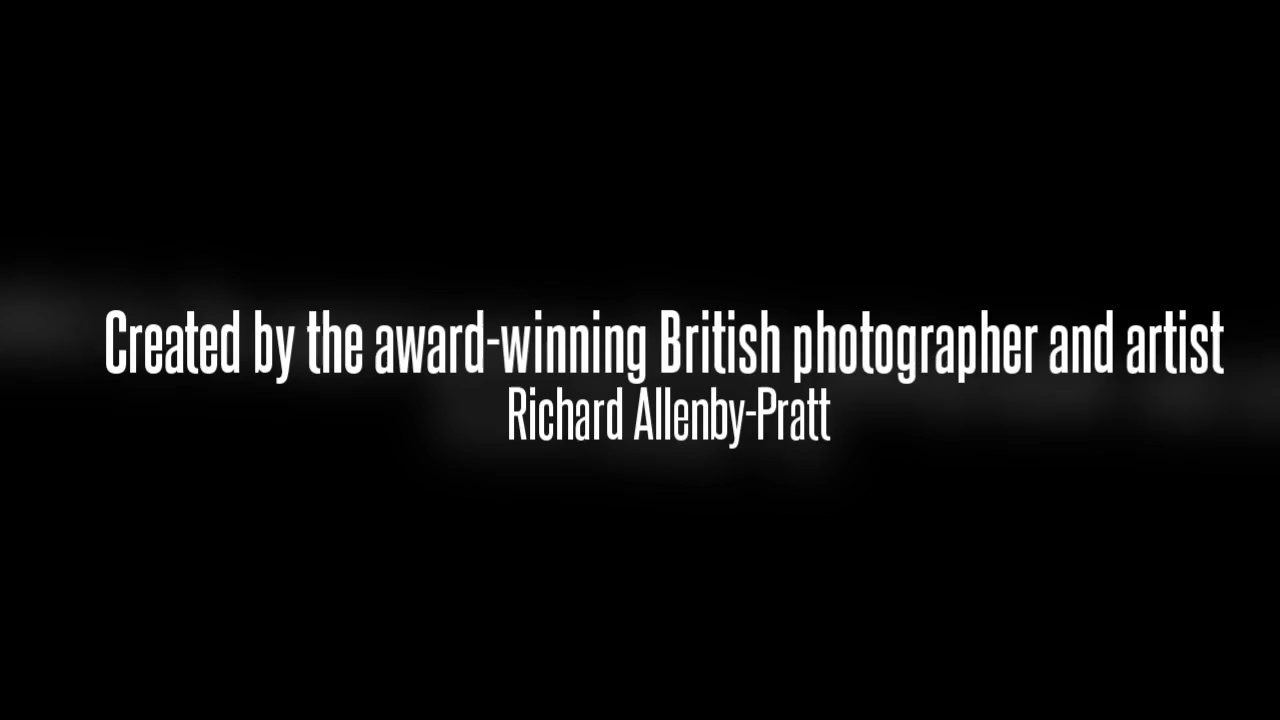 Created by the award-winning British photographer and artist
Richard Allenby-Pratt